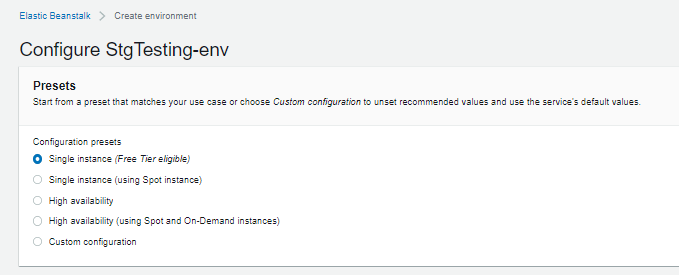 Elastic Beanstalk > Create environment
Configure StgTesting-env
Presets
Start from a preset that matches your use case or choose Custom configuration to unset recommended values and use the service's default values.
Configuration presets
Single instance (Free Tier eligible)
Single instance (using Spot instance)
High availability
High availability (using Spot and On-Demand instances)
Custom configuration